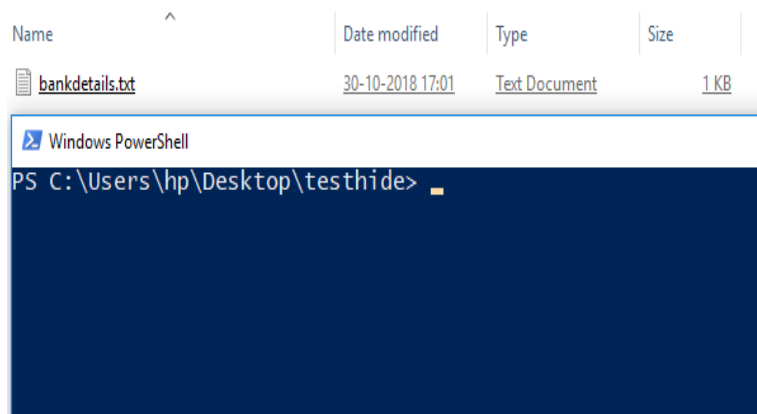 Name Date modified Type Size
bankdetails.txt 30-10-2018 17:01 Text Document 1 KB
Windows PowerShell
PS C:\Users\hp\Desktop\testhide>